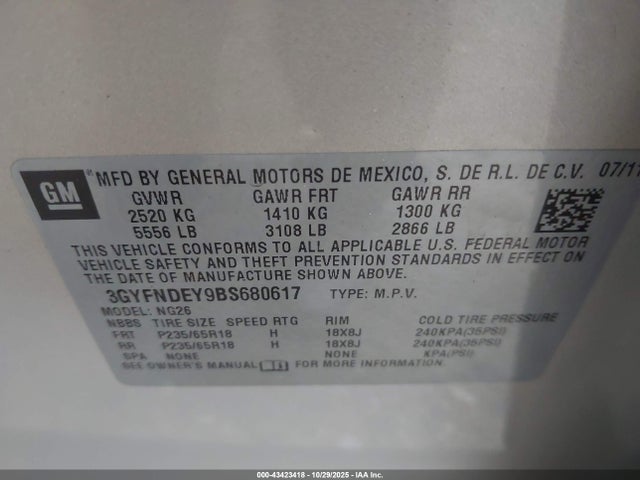 GM
MFD BY GENERAL MOTORS DE MEXICO, S. DE R.L. DE C.V. 07/11
GVWR GAWR FRT GAWR RR
2520 KG 1410 KG 1300 KG
5556 LB 3108 LB 2866 LB
THIS VEHICLE CONFORMS TO ALL APPLICABLE U.S. FEDERAL MOTOR
VEHICLE SAFETY AND THEFT PREVENTION STANDARDS IN EFFECT ON
THE DATE OF MANUFACTURE SHOWN ABOVE.
3GYFNDEY9BS680617 TYPE: M.P.V.
MODEL: NG26
NBBS TIRE SIZE SPEED RTG RIM COLD TIRE PRESSURE
FRT P235/65R18 H 18X8J 240KPA(35PSI)
RR P235/65R18 H 18X8J 240KPA(35PSI)
SPA NONE NONE KPA(PSI)
SEE OWNER'S MANUAL FOR MORE INFORMATION.
000-43423418 - 10/29/2025 - IAA Inc.